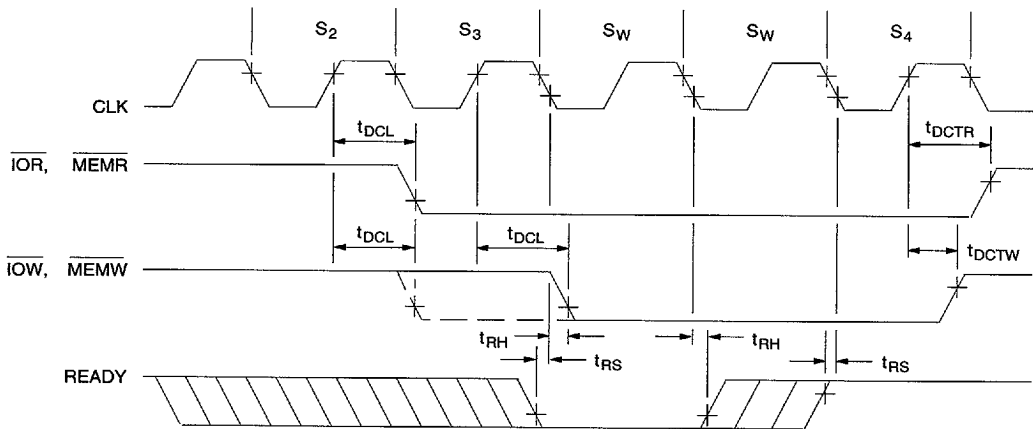 S2 S3 SW SW S4
CLK
tDCL tDCTR
IOR, MEMR
tDCL tDCL tDCTW
IOW, MEMW
tRH tRH
tRS tRS
READY